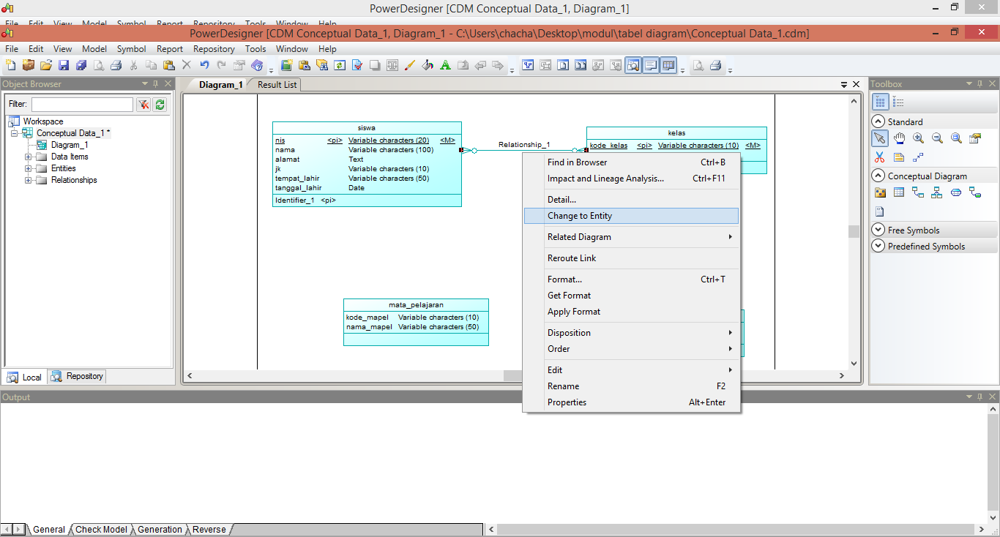 PowerDesigner [CDM Conceptual Data_1, Diagram_1]
File Edit View Model Symbol Report Repository Tools Window Help
PowerDesigner [CDM Conceptual Data_1, Diagram_1 - C:\Users\chacha\Desktop\modul\tabel diagram\Conceptual Data_1.cdm]
File Edit View Model Symbol Report Repository Tools Window Help
Object Browser
Filter:
Workspace
Conceptual Data_1 *
Diagram_1
Data Items
Entities
Relationships
Local Repository
Diagram_1 Result List
siswa
nis <pi> Variable characters (20) <M>
nama Variable characters (100)
alamat Text
jk Variable characters (10)
tempat_lahir Variable characters (50)
tanggal_lahir Date
Identifier_1 <pi>
Relationship_1
kelas
kode_kelas <pi> Variable characters (10) <M>
mata_pelajaran
kode_mapel Variable characters (10)
nama_mapel Variable characters (50)
Find in Browser Ctrl+B
Impact and Lineage Analysis... Ctrl+F11
Detail...
Change to Entity
Related Diagram
Reroute Link
Format... Ctrl+T
Get Format
Apply Format
Disposition
Order
Edit
Rename F2
Properties Alt+Enter
Toolbox
Standard
Conceptual Diagram
Free Symbols
Predefined Symbols
Output
General Check Model Generation Reverse